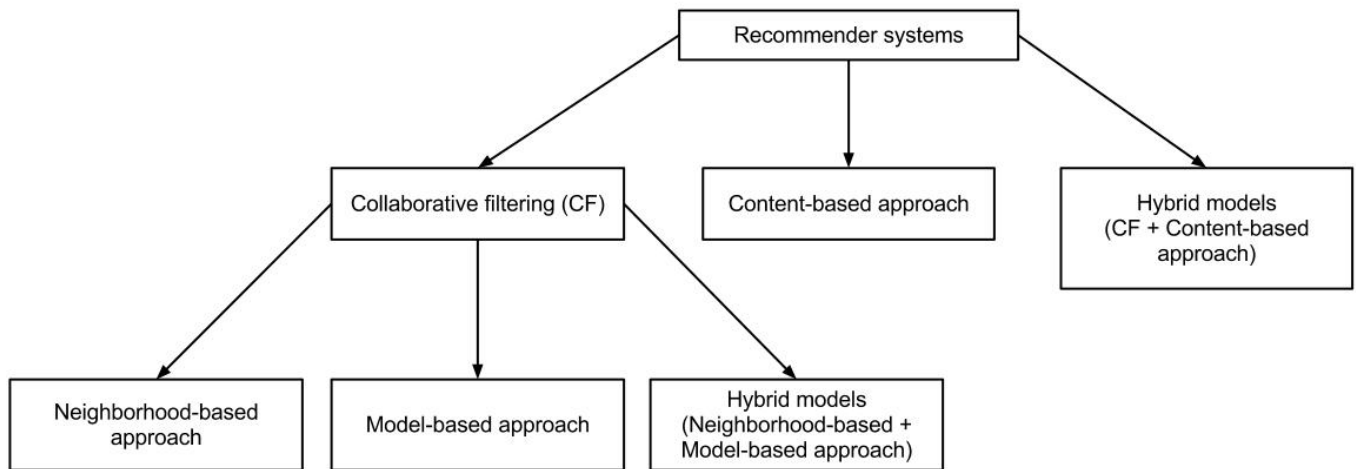 Recommender systems
Collaborative filtering (CF)
Content-based approach
Hybrid models
(CF + Content-based
approach)
Neighborhood-based
approach
Model-based approach
Hybrid models
(Neighborhood-based +
Model-based approach)